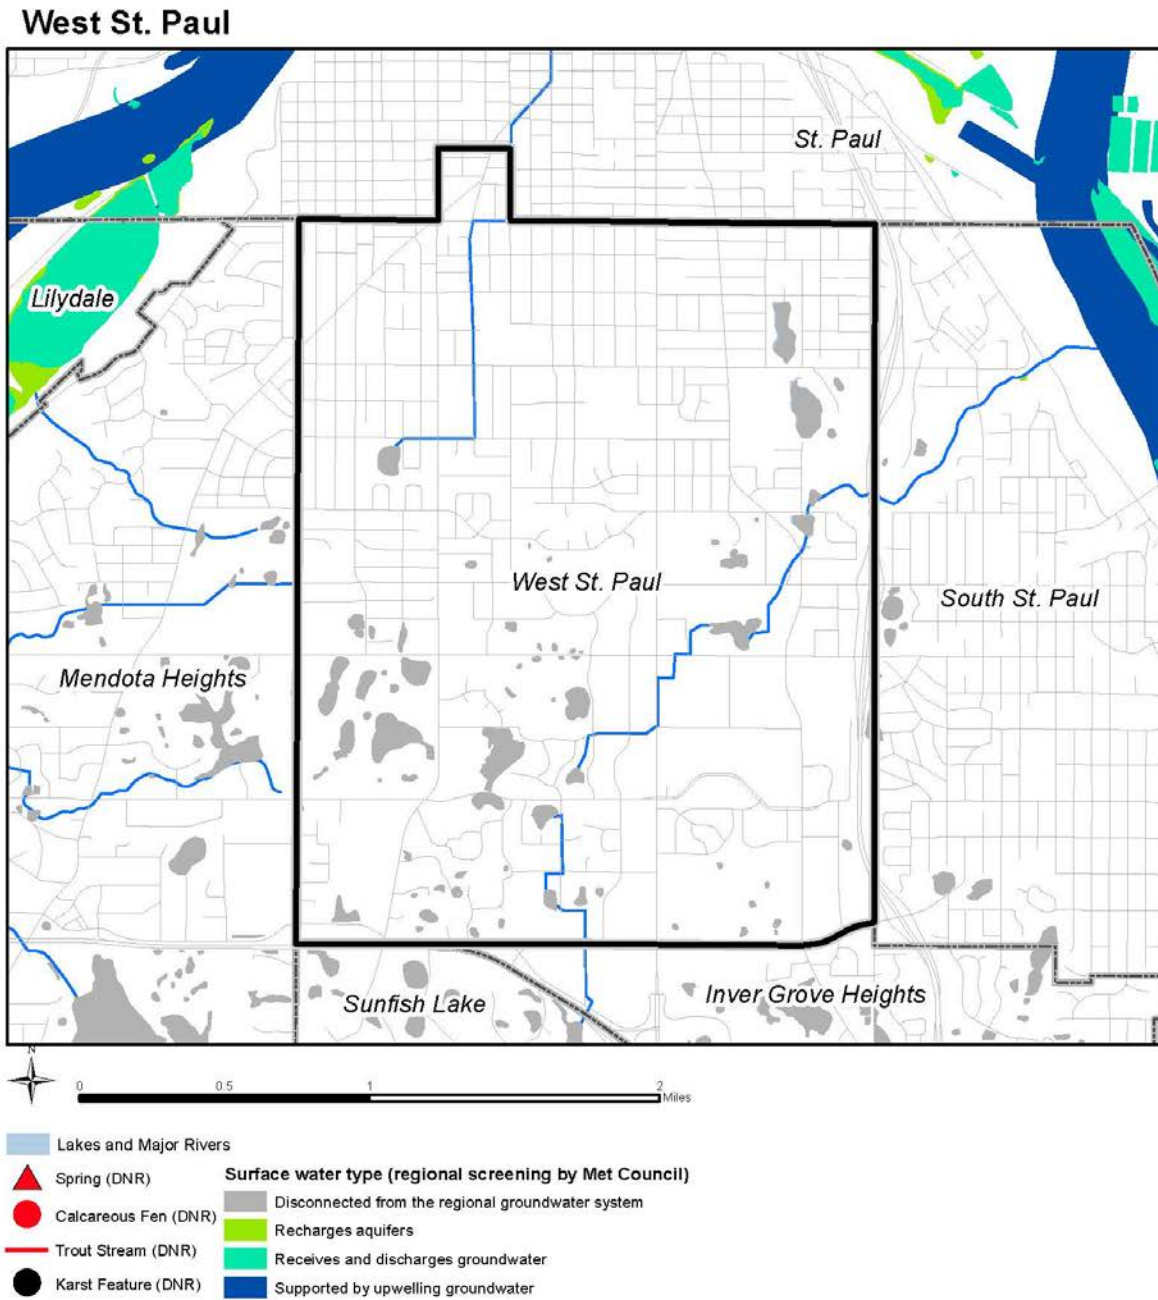 West St. Paul
St. Paul
Lilydale
West St. Paul
South St. Paul
Mendota Heights
Sunfish Lake
Inver Grove Heights
N
0 0.5 1 2
Miles
Lakes and Major Rivers
Spring (DNR)
Calcareous Fen (DNR)
Trout Stream (DNR)
Karst Feature (DNR)
Surface water type (regional screening by Met Council)
Disconnected from the regional groundwater system
Recharges aquifers
Receives and discharges groundwater
Supported by upwelling groundwater